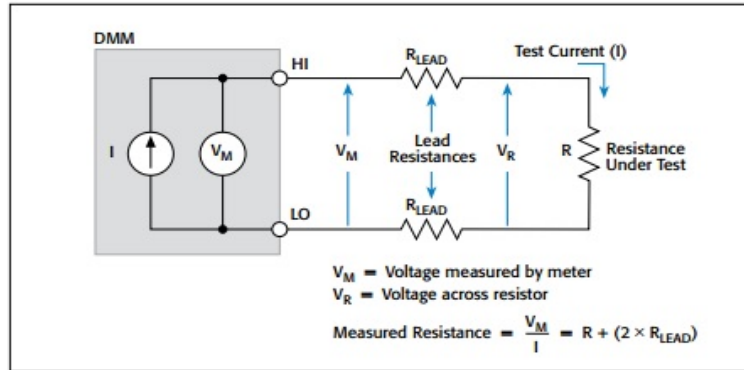 DMM
HI
R_LEAD
Test Current (I)
I
V_M
V_M
Lead
Resistances
V_R
R
Resistance
Under Test
LO
R_LEAD
V_M = Voltage measured by meter
V_R = Voltage across resistor
Measured Resistance = V_M / I = R + (2 × R_LEAD)